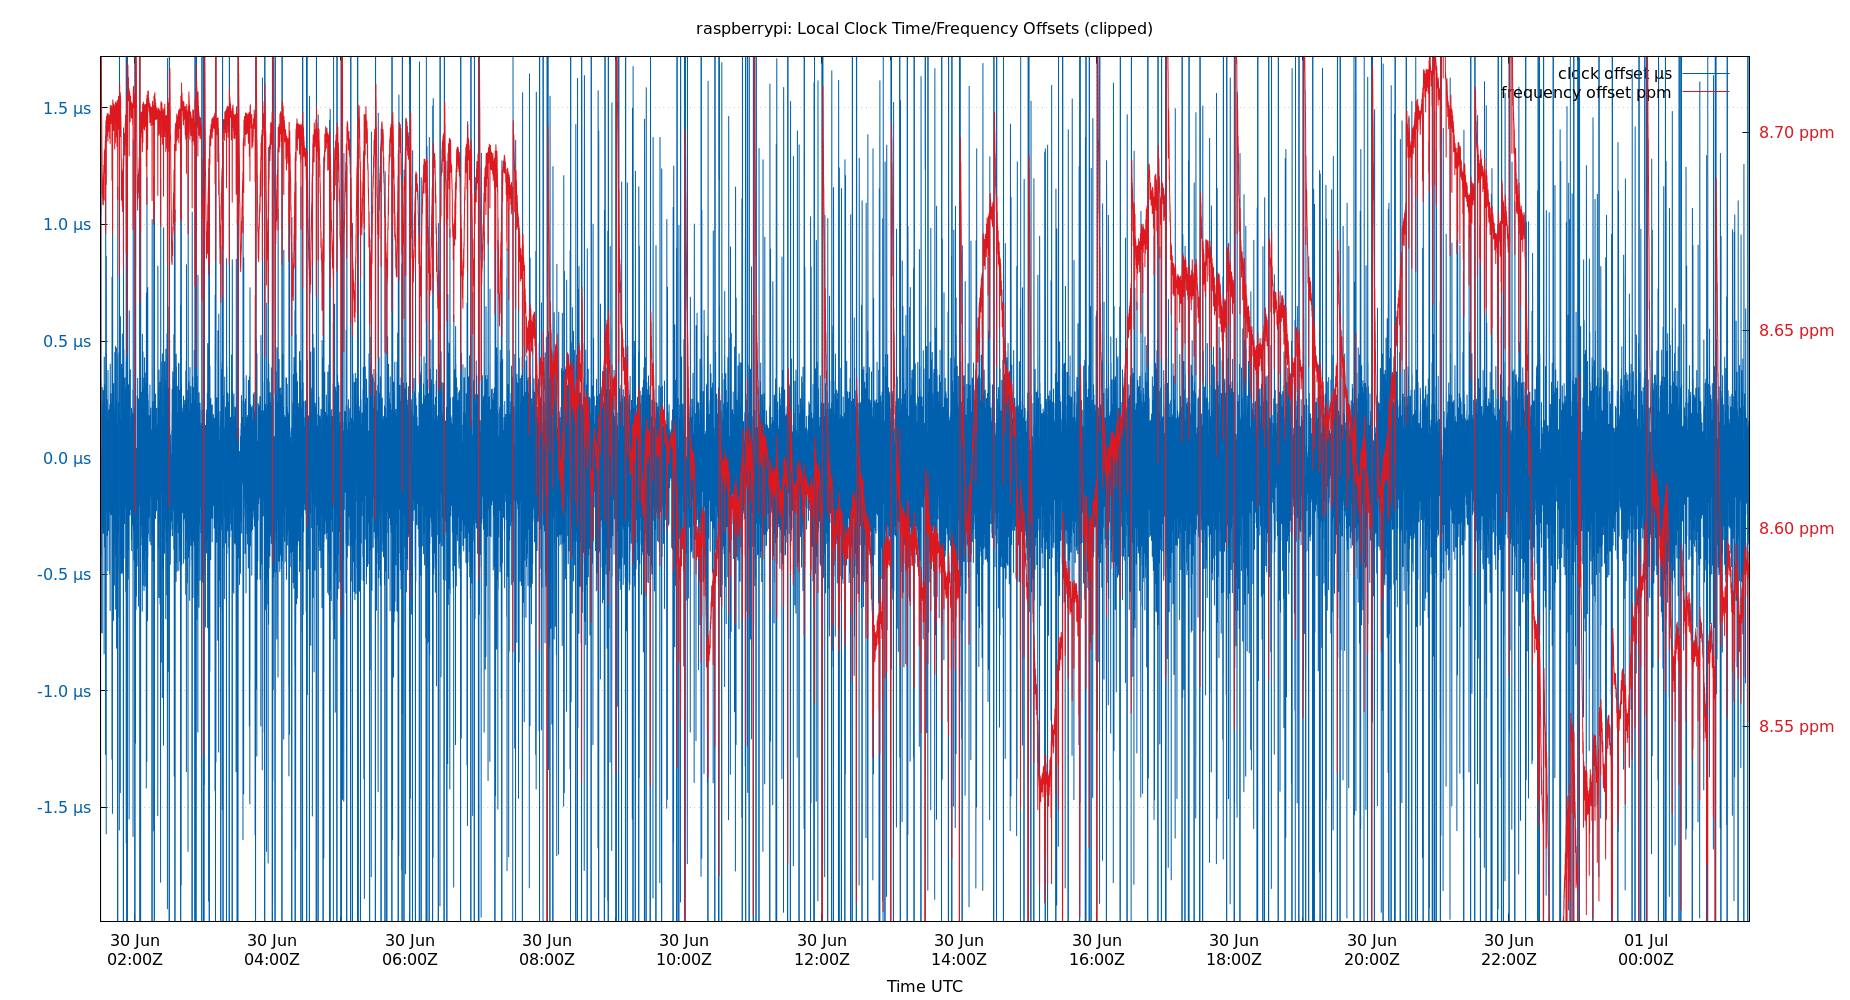 raspberrypi: Local Clock Time/Frequency Offsets (clipped)
clock offset µs
frequency offset ppm
1.5 µs
1.0 µs
0.5 µs
0.0 µs
-0.5 µs
-1.0 µs
-1.5 µs
8.70 ppm
8.65 ppm
8.60 ppm
8.55 ppm
30 Jun 30 Jun 30 Jun 30 Jun 30 Jun 30 Jun 30 Jun 30 Jun 30 Jun 30 Jun 30 Jun 01 Jul
02:00Z 04:00Z 06:00Z 08:00Z 10:00Z 12:00Z 14:00Z 16:00Z 18:00Z 20:00Z 22:00Z 00:00Z
Time UTC